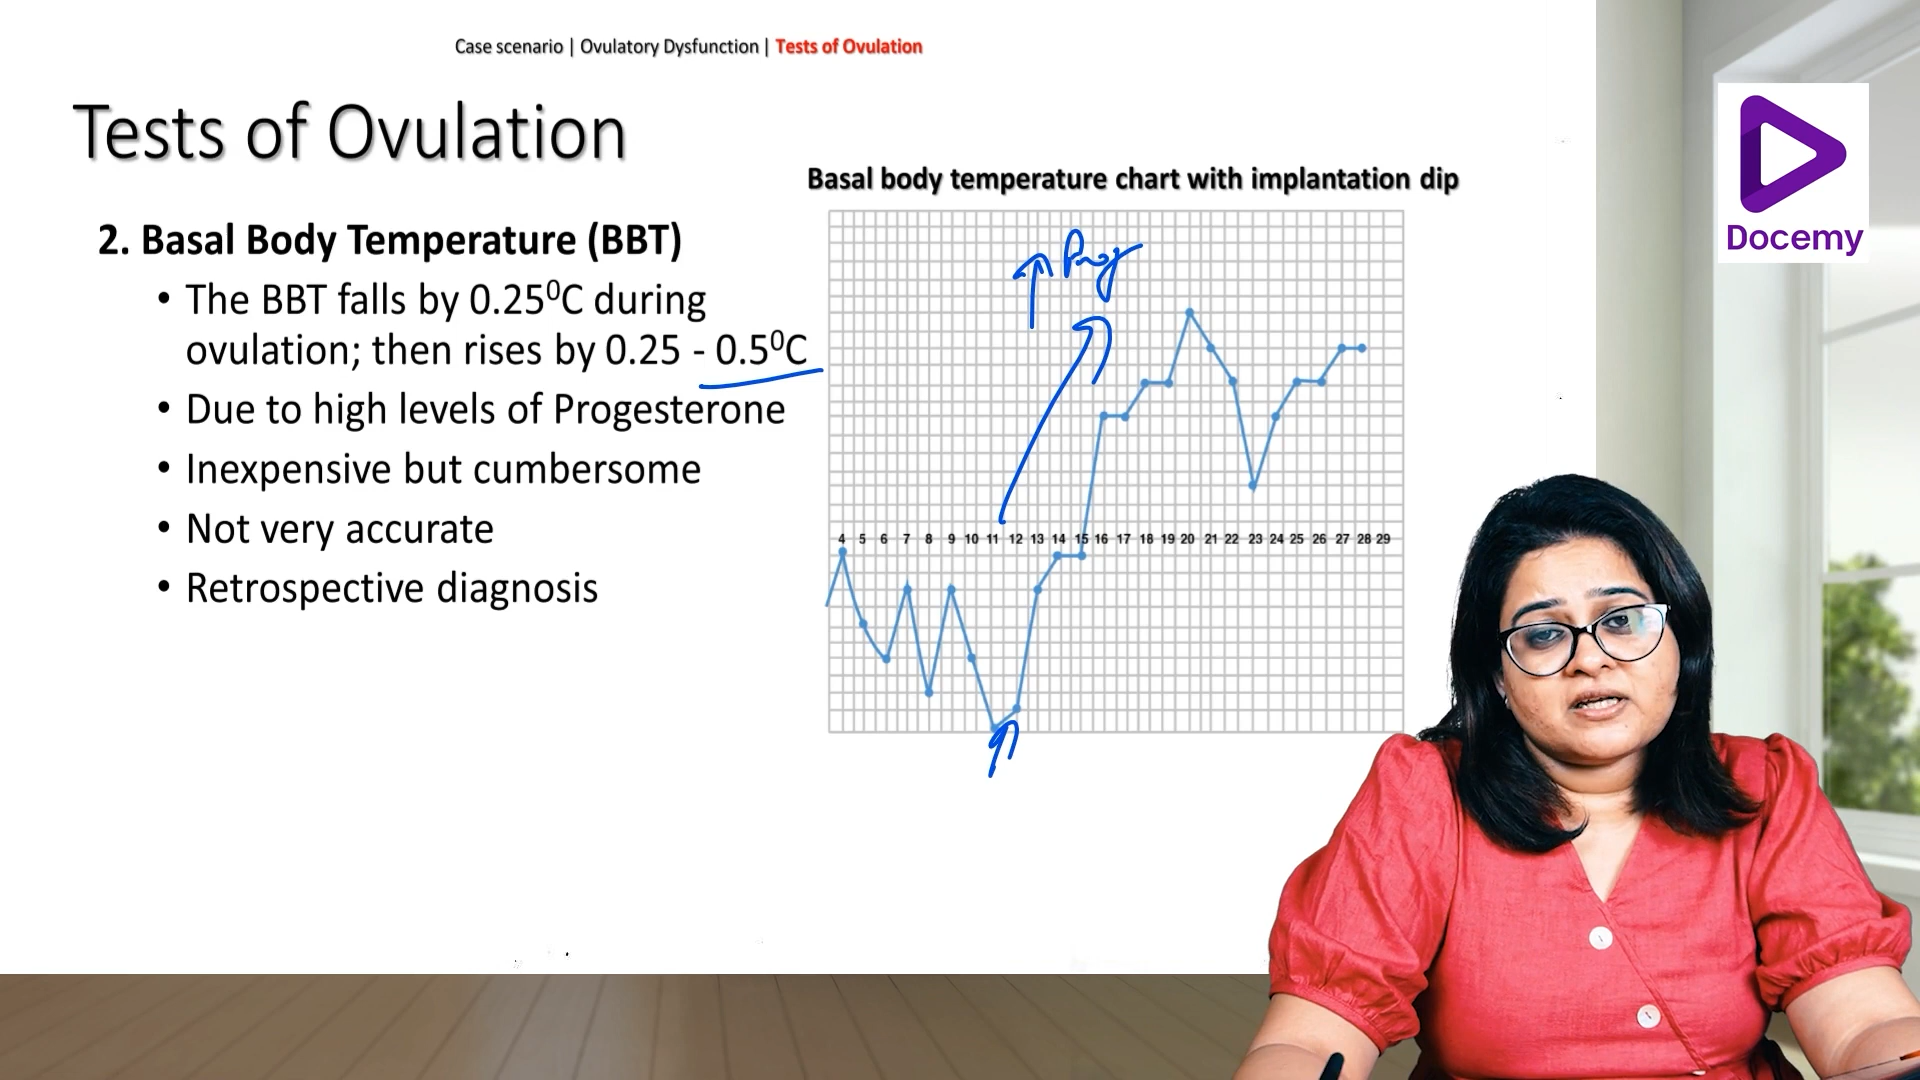 Case scenario | Ovulatory Dysfunction | Tests of Ovulation
Tests of Ovulation
2. Basal Body Temperature (BBT)
• The BBT falls by 0.25⁰C during
ovulation; then rises by 0.25 - 0.5⁰C
• Due to high levels of Progesterone
• Inexpensive but cumbersome
• Not very accurate
• Retrospective diagnosis
Basal body temperature chart with implantation dip
↑ Prog
4 5 6 7 8 9 10 11 12 13 14 15 16 17 18 19 20 21 22 23 24 25 26 27 28 29
Docemy